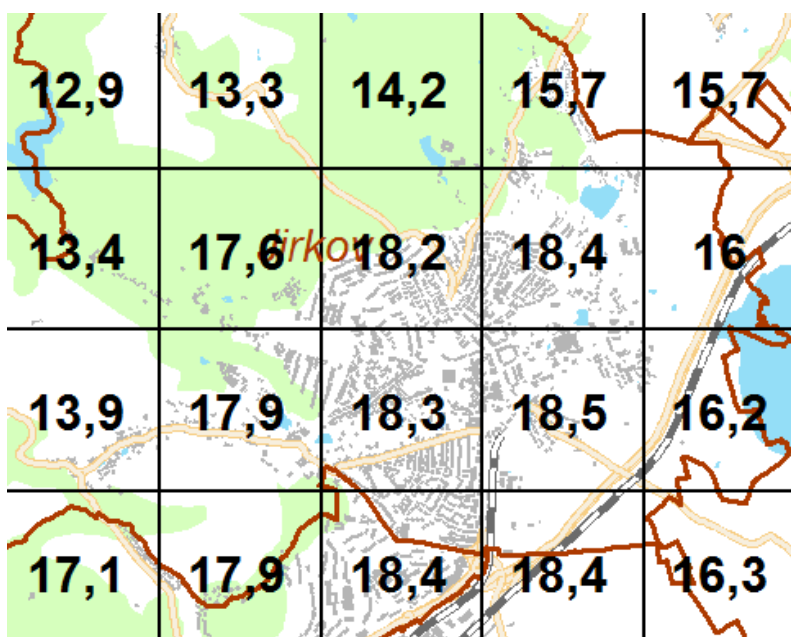 12,9 13,3 14,2 15,7 15,7
13,4 17,6 Jirkov 18,2 18,4 16
13,9 17,9 18,3 18,5 16,2
17,1 17,9 18,4 18,4 16,3